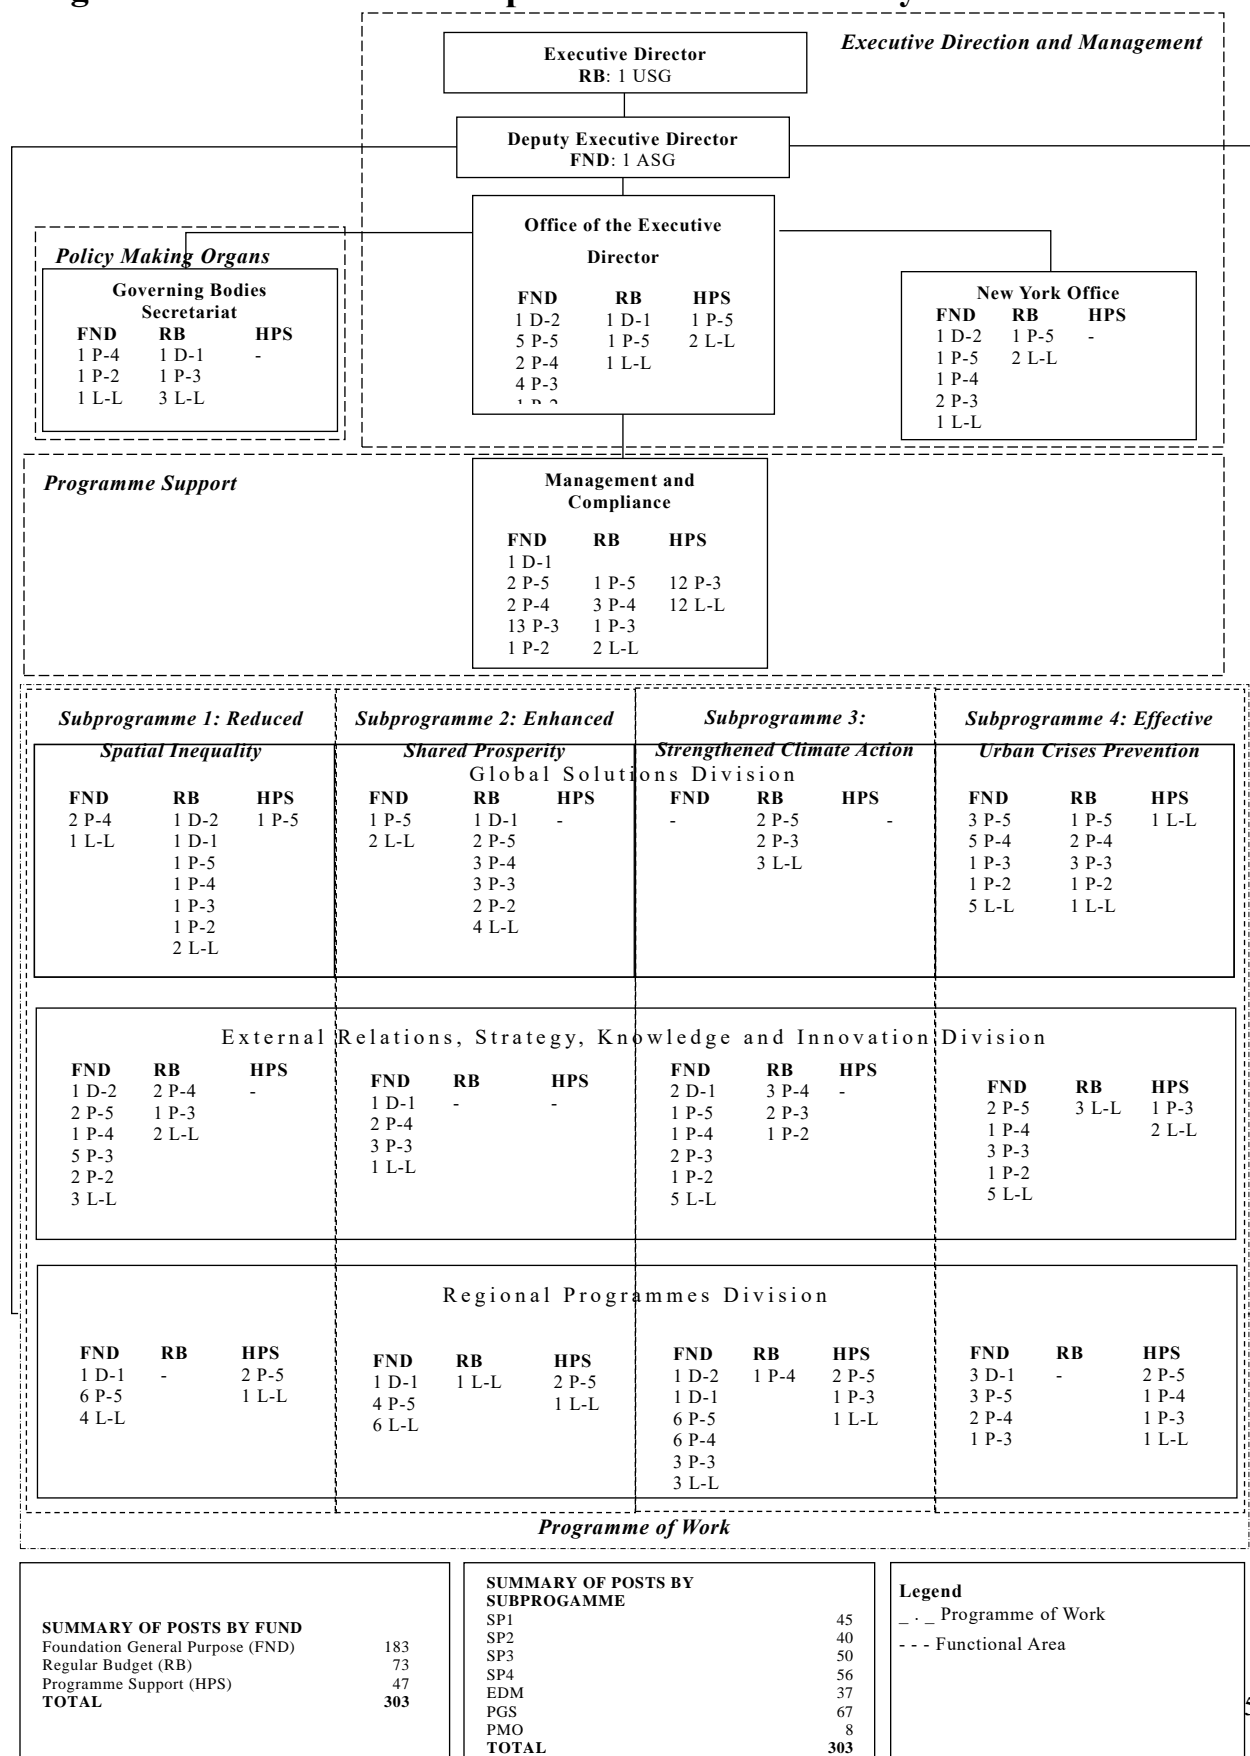 Executive Direction and Management
Executive Director
RB: 1 USG
Deputy Executive Director
FND: 1 ASG
Office of the Executive
Director
FND RB HPS
1 D-2 1 D-1 1 P-5
5 P-5 1 P-5 2 L-L
2 P-4 1 L-L
4 P-3
Policy Making Organs
Governing Bodies
Secretariat
FND RB HPS
1 P-4 1 D-1 -
1 P-2 1 P-3
1 L-L 3 L-L
New York Office
FND RB HPS
1 D-2 1 P-5 -
1 P-5 2 L-L
1 P-4
2 P-3
1 L-L
Programme Support
Management and
Compliance
FND RB HPS
1 D-1
2 P-5 1 P-5 12 P-3
2 P-4 3 P-4 12 L-L
13 P-3 1 P-3
1 P-2 2 L-L
Subprogramme 1: Reduced
Spatial Inequality
Subprogramme 2: Enhanced
Shared Prosperity
Subprogramme 3:
Strengthened Climate Action
Subprogramme 4: Effective
Urban Crises Prevention
Global Solutions Division
FND RB HPS
2 P-4 1 D-2 1 P-5
1 L-L 1 D-1
1 P-5
1 P-4
1 P-3
1 P-2
2 L-L
FND RB HPS
1 P-5 1 D-1 -
2 L-L 2 P-5
3 P-4
3 P-3
2 P-2
4 L-L
FND RB HPS
- 2 P-5 -
2 P-3
3 L-L
FND RB HPS
3 P-5 1 P-5 1 L-L
5 P-4 2 P-4
1 P-3 3 P-3
1 P-2 1 P-2
5 L-L 1 L-L
External Relations, Strategy, Knowledge and Innovation Division
FND RB HPS
1 D-2 2 P-4 -
2 P-5 1 P-3
1 P-4 2 L-L
5 P-3
2 P-2
3 L-L
FND RB HPS
1 D-1 - -
2 P-4
3 P-3
1 L-L
FND RB HPS
2 D-1 3 P-4 -
1 P-5 2 P-3
1 P-4 1 P-2
2 P-3
1 P-2
5 L-L
FND RB HPS
2 P-5 3 L-L 1 P-3
1 P-4 2 L-L
3 P-3
1 P-2
5 L-L
Regional Programmes Division
FND RB HPS
1 D-1 - 2 P-5
6 P-5 1 L-L
4 L-L
FND RB HPS
1 D-1 1 L-L 2 P-5
4 P-5 1 L-L
6 L-L
FND RB HPS
1 D-2 1 P-4 2 P-5
1 D-1 1 P-3
6 P-5 1 L-L
6 P-4
3 P-3
3 L-L
FND RB HPS
3 D-1 - 2 P-5
3 P-5 1 P-4
2 P-4 1 P-3
1 P-3 1 L-L
Programme of Work
SUMMARY OF POSTS BY FUND
Foundation General Purpose (FND) 183
Regular Budget (RB) 73
Programme Support (HPS) 47
TOTAL 303
SUMMARY OF POSTS BY
SUBPROGAMME
SP1 45
SP2 40
SP3 50
SP4 56
EDM 37
PGS 67
PMO 8
TOTAL 303
Legend
_ . _ Programme of Work
- - - Functional Area